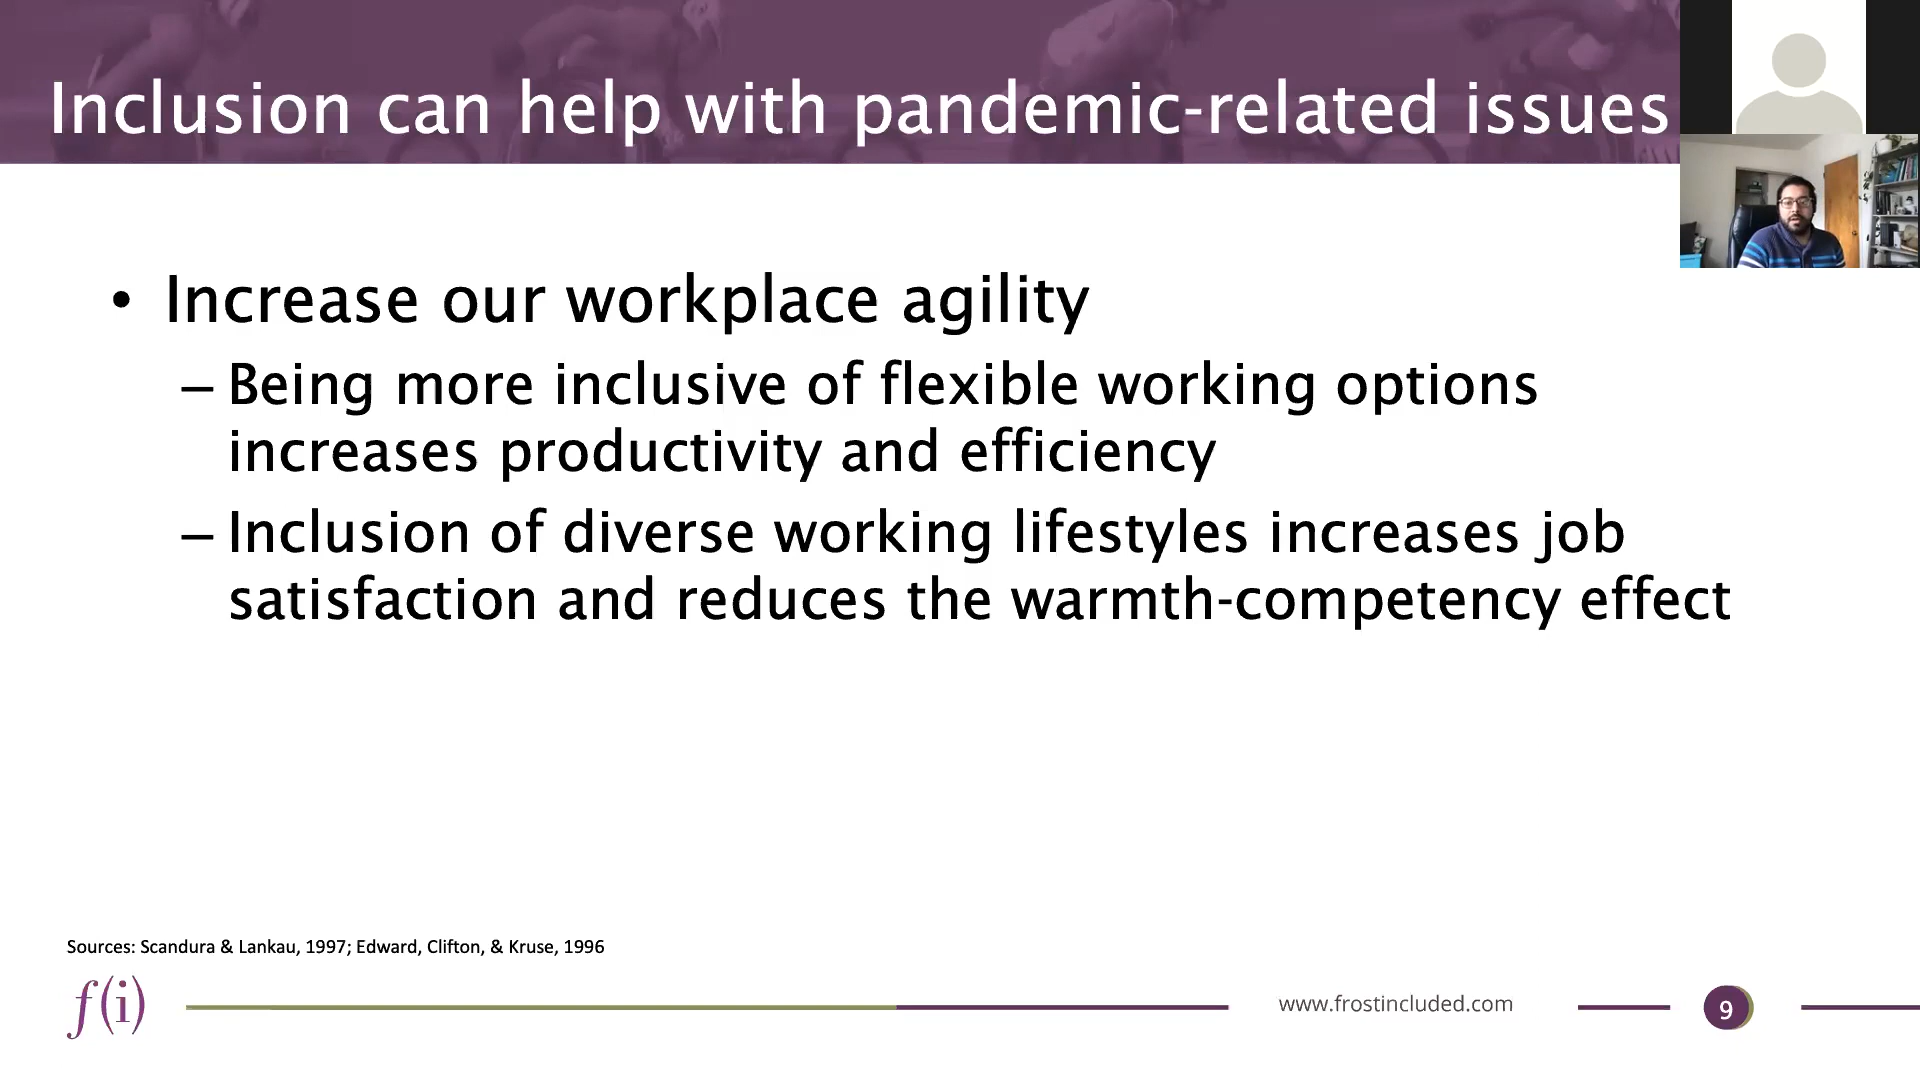 Inclusion can help with pandemic-related issues
• Increase our workplace agility
– Being more inclusive of flexible working options
increases productivity and efficiency
– Inclusion of diverse working lifestyles increases job
satisfaction and reduces the warmth-competency effect
Sources: Scandura & Lankau, 1997; Edward, Clifton, & Kruse, 1996
f(i)
www.frostincluded.com
9